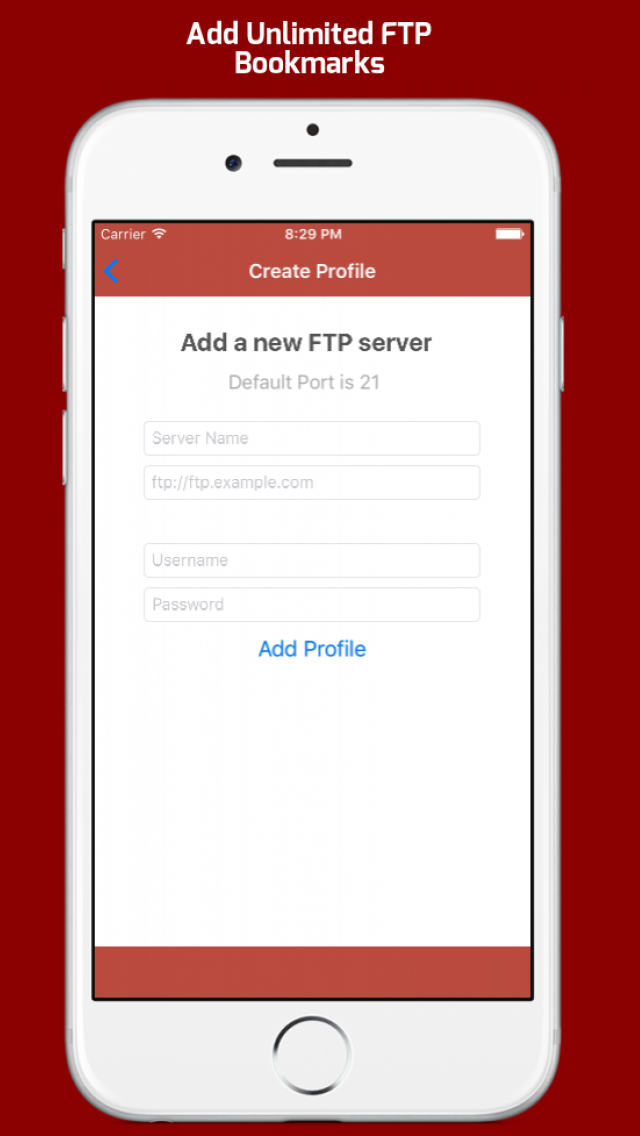 Add Unlimited FTP
Bookmarks
Carrier 8:29 PM
Create Profile
Add a new FTP server
Default Port is 21
Server Name
ftp://ftp.example.com
Username
Password
Add Profile